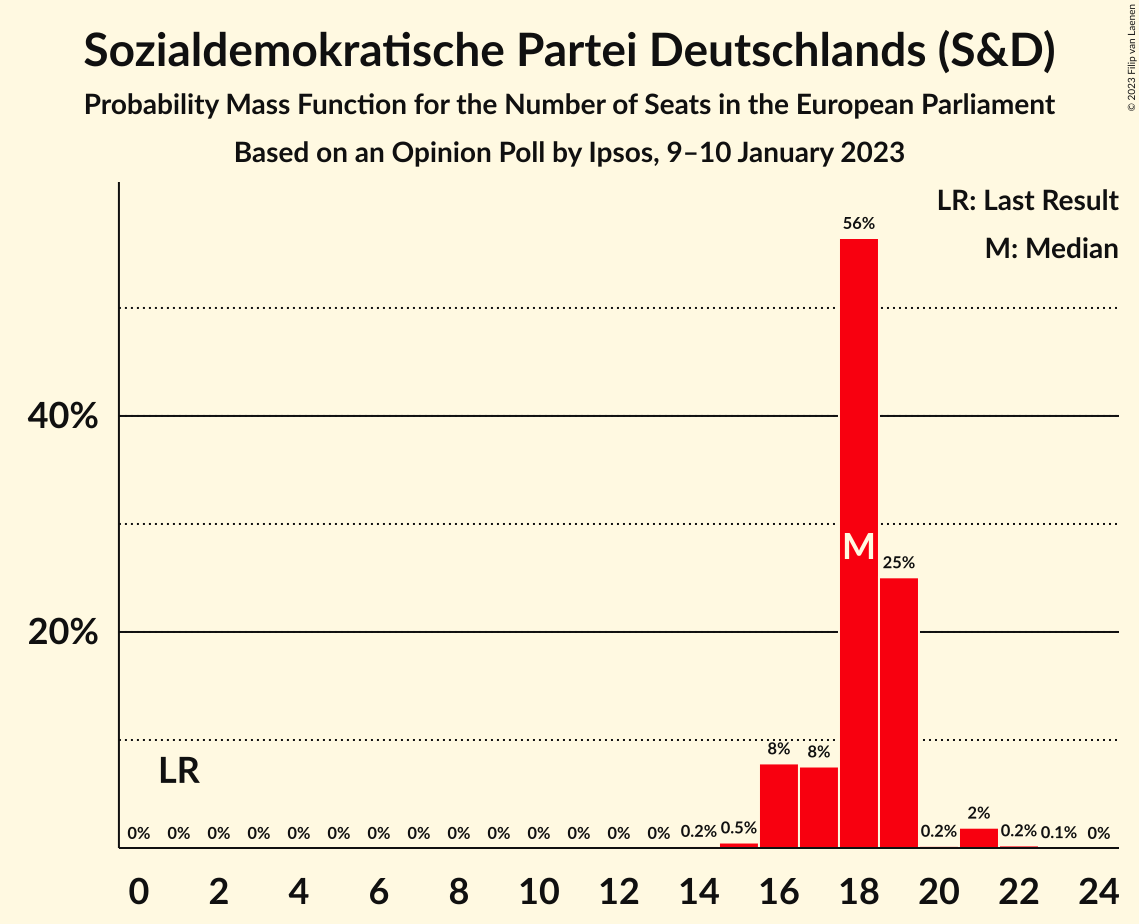 Sozialdemokratische Partei Deutschlands (S&D)
Probability Mass Function for the Number of Seats in the European Parliament
Based on an Opinion Poll by Ipsos, 9–10 January 2023
© 2023 Filip van Laenen
LR: Last Result
M: Median
56%
40%
M
25%
20%
8% 8%
LR
0% 0% 0% 0% 0% 0% 0% 0% 0% 0% 0% 0% 0% 0% 0.2% 0.5% 0.2% 2% 0.2% 0.1% 0%
0 2 4 6 8 10 12 14 16 18 20 22 24